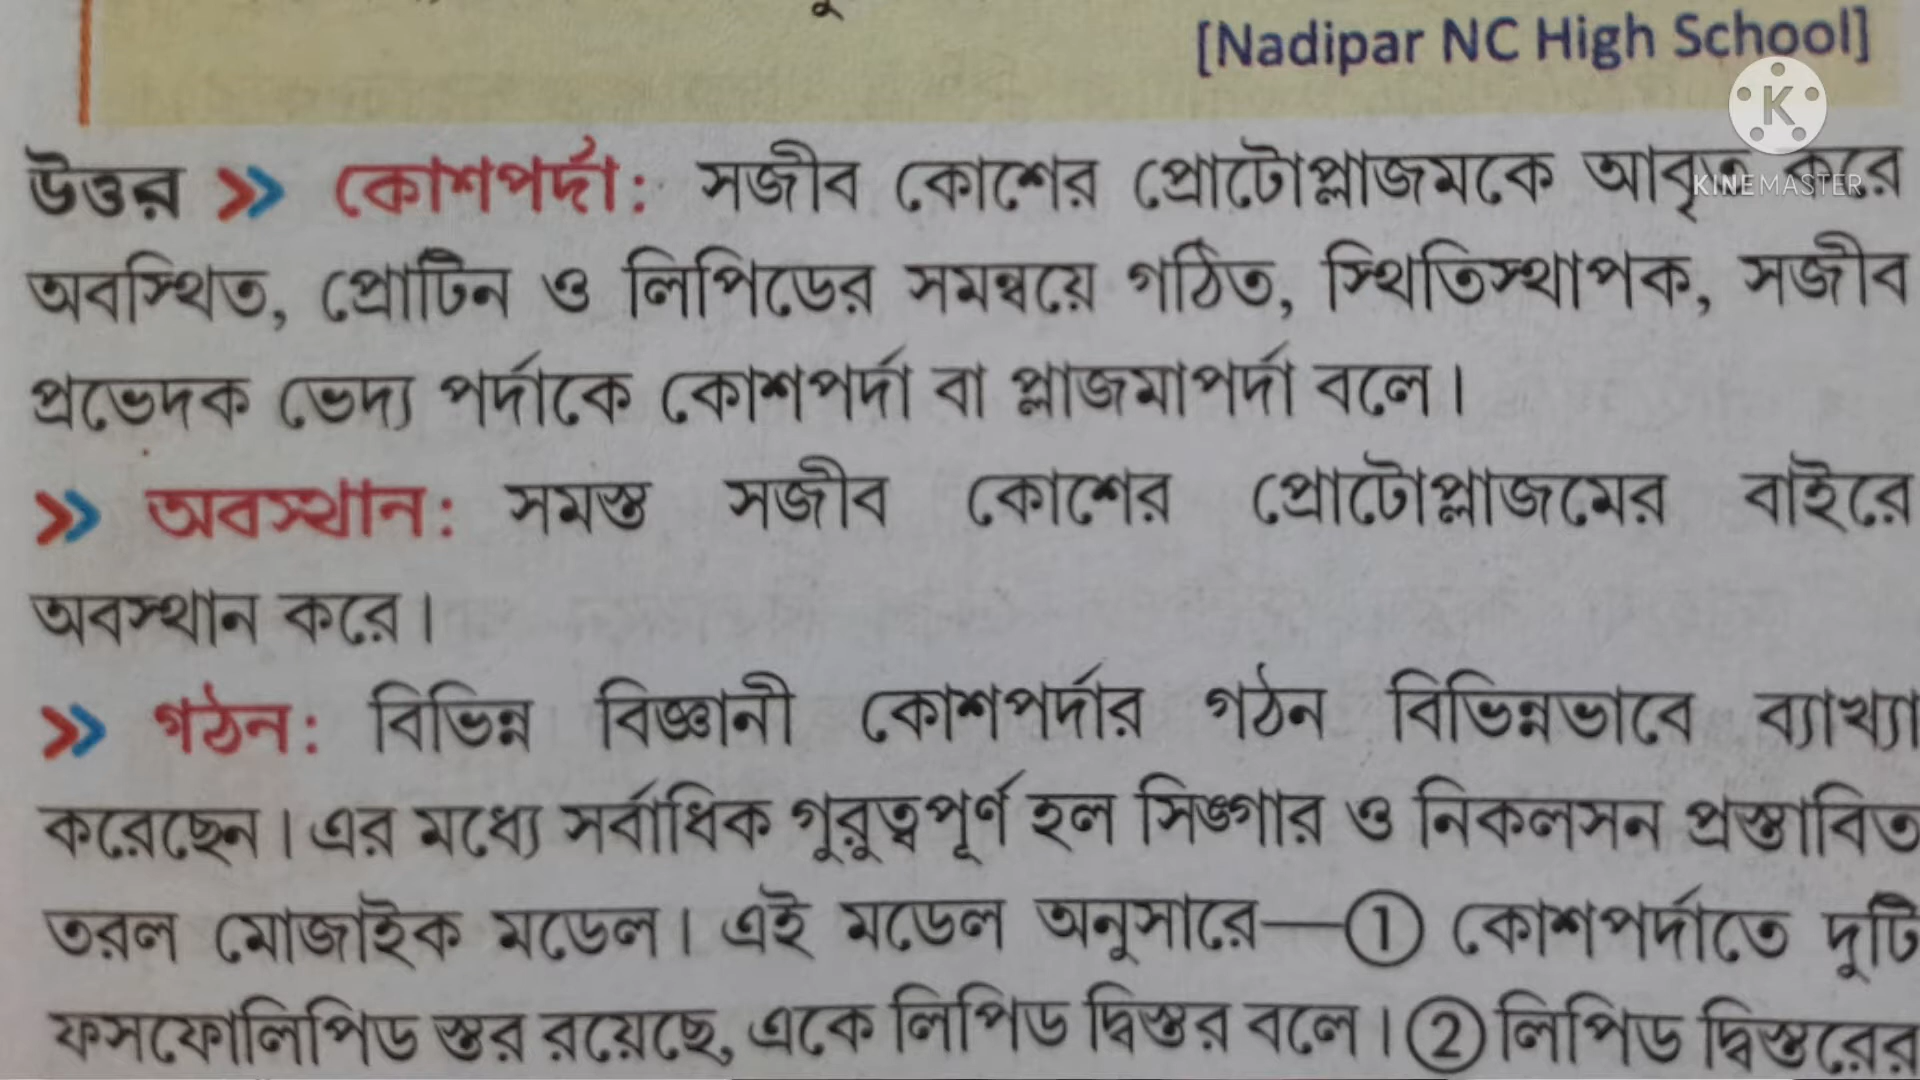 [Nadipar NC High School]
উত্তর >> কোশপর্দা: সজীব কোশের প্রোটোপ্লাজমকে আবৃত করে
KINEMASTER
অবস্থিত, প্রোটিন ও লিপিডের সমন্বয়ে গঠিত, স্থিতিস্থাপক, সজীব
প্রভেদক ভেদ্য পর্দাকে কোশপর্দা বা প্লাজমাপর্দা বলে।
>> অবস্থান: সমস্ত সজীব কোশের প্রোটোপ্লাজমের বাইরে
অবস্থান করে।
>> গঠন: বিভিন্ন বিজ্ঞানী কোশপর্দার গঠন বিভিন্নভাবে ব্যাখ্যা
করেছেন। এর মধ্যে সর্বাধিক গুরুত্বপূর্ণ হল সিঙ্গার ও নিকলসন প্রস্তাবিত
তরল মোজাইক মডেল। এই মডেল অনুসারে—① কোশপর্দাতে দুটি
ফসফোলিপিড স্তর রয়েছে, একে লিপিড দ্বিস্তর বলে। ② লিপিড দ্বিস্তরের